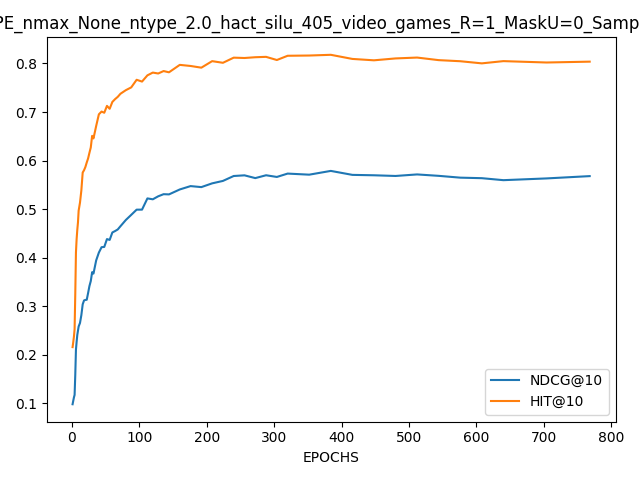 PE_nmax_None_ntype_2.0_hact_silu_405_video_games_R=1_MaskU=0_Samp
0.8
0.7
0.6
0.5
0.4
0.3
0.2
0.1
NDCG@10
HIT@10
0 100 200 300 400 500 600 700 800
EPOCHS